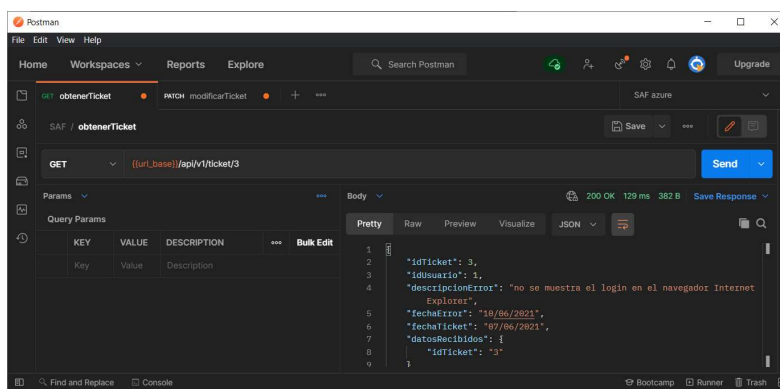 Postman
File Edit View Help
Home Workspaces Reports Explore Search Postman Upgrade
GET obtenerTicket PATCH modificarTicket SAF azure
SAF / obtenerTicket Save
GET {{url_base}}/api/v1/ticket/3 Send
Params Body 200 OK 129 ms 382 B Save Response
Query Params Pretty Raw Preview Visualize JSON
KEY VALUE DESCRIPTION Bulk Edit
Key Value Description
1 {
2 "idTicket": 3,
3 "idUsuario": 1,
4 "descripcionError": "no se muestra el login en el navegador Internet
Explorer",
5 "fechaError": "10/06/2021",
6 "fechaTicket": "07/06/2021",
7 "datosRecibidos": {
8 "idTicket": "3"
9 }
Find and Replace Console Bootcamp Runner Trash